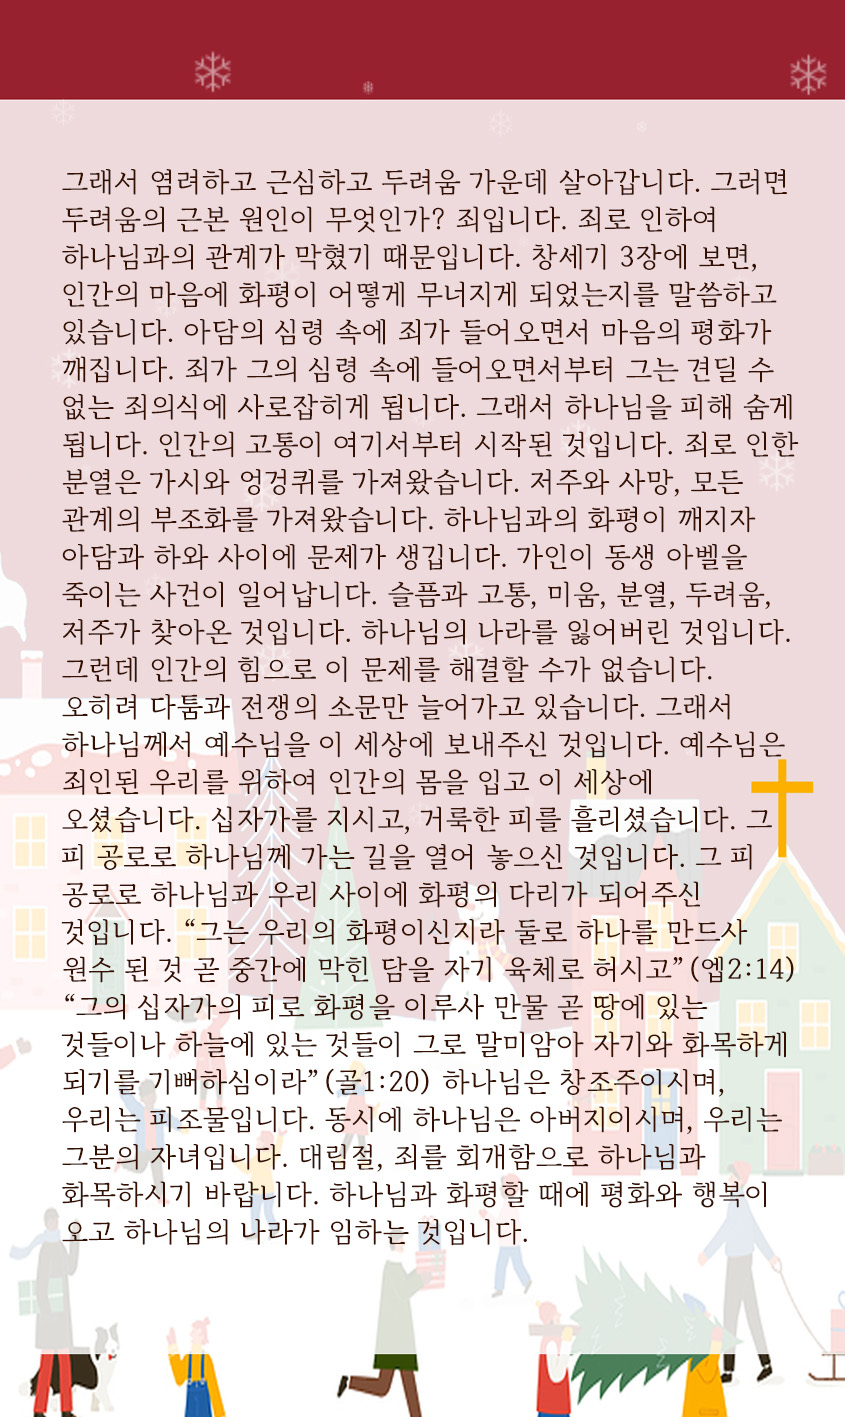 그래서 염려하고 근심하고 두려움 가운데 살아갑니다. 그러면
두려움의 근본 원인이 무엇인가? 죄입니다. 죄로 인하여
하나님과의 관계가 막혔기 때문입니다. 창세기 3장에 보면,
인간의 마음에 화평이 어떻게 무너지게 되었는지를 말씀하고
있습니다. 아담의 심령 속에 죄가 들어오면서 마음의 평화가
깨집니다. 죄가 그의 심령 속에 들어오면서부터 그는 견딜 수
없는 죄의식에 사로잡히게 됩니다. 그래서 하나님을 피해 숨게
됩니다. 인간의 고통이 여기서부터 시작된 것입니다. 죄로 인한
분열은 가시와 엉겅퀴를 가져왔습니다. 저주와 사망, 모든
관계의 부조화를 가져왔습니다. 하나님과의 화평이 깨지자
아담과 하와 사이에 문제가 생깁니다. 가인이 동생 아벨을
죽이는 사건이 일어납니다. 슬픔과 고통, 미움, 분열, 두려움,
저주가 찾아온 것입니다. 하나님의 나라를 잃어버린 것입니다.
그런데 인간의 힘으로 이 문제를 해결할 수가 없습니다.
오히려 다툼과 전쟁의 소문만 늘어가고 있습니다. 그래서
하나님께서 예수님을 이 세상에 보내주신 것입니다. 예수님은
죄인된 우리를 위하여 인간의 몸을 입고 이 세상에
오셨습니다. 십자가를 지시고, 거룩한 피를 흘리셨습니다. 그
피 공로로 하나님께 가는 길을 열어 놓으신 것입니다. 그 피
공로로 하나님과 우리 사이에 화평의 다리가 되어주신
것입니다. “그는 우리의 화평이신지라 둘로 하나를 만드사
원수 된 것 곧 중간에 막힌 담을 자기 육체로 허시고”(엡2:14)
“그의 십자가의 피로 화평을 이루사 만물 곧 땅에 있는
것들이나 하늘에 있는 것들이 그로 말미암아 자기와 화목하게
되기를 기뻐하심이라”(골1:20) 하나님은 창조주이시며,
우리는 피조물입니다. 동시에 하나님은 아버지이시며, 우리는
그분의 자녀입니다. 대림절, 죄를 회개함으로 하나님과
화목하시기 바랍니다. 하나님과 화평할 때에 평화와 행복이
오고 하나님의 나라가 임하는 것입니다.